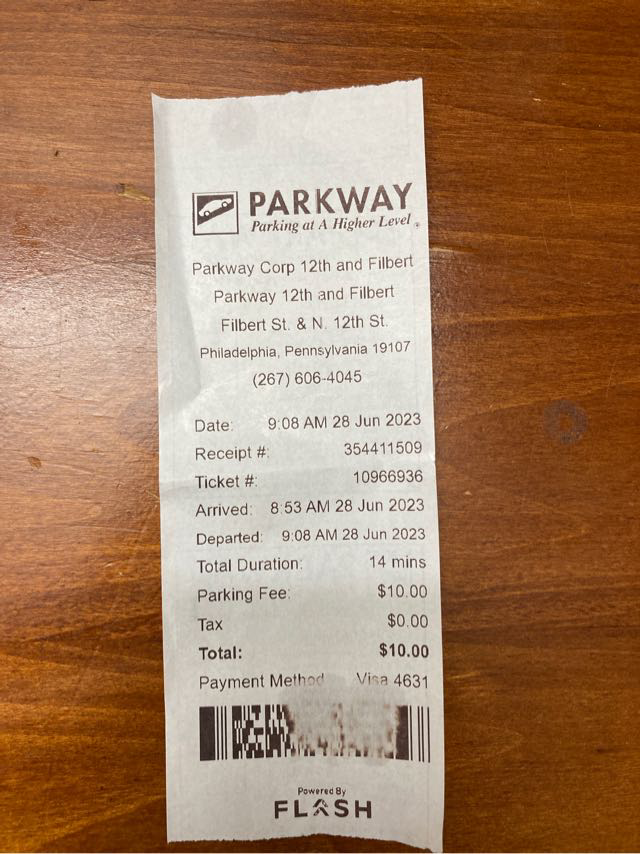 PARKWAY
Parking at A Higher Level ®
Parkway Corp 12th and Filbert
Parkway 12th and Filbert
Filbert St. & N. 12th St.
Philadelphia, Pennsylvania 19107
(267) 606-4045
Date: 9:08 AM 28 Jun 2023
Receipt #: 354411509
Ticket #: 10966936
Arrived: 8:53 AM 28 Jun 2023
Departed: 9:08 AM 28 Jun 2023
Total Duration: 14 mins
Parking Fee: $10.00
Tax $0.00
Total: $10.00
Payment Method Visa 4631
Powered By
FLASH